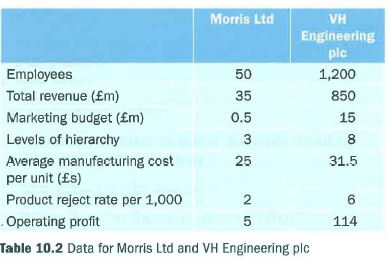 Morris Ltd VH
Engineering
plc
Employees 50 1,200
Total revenue (£m) 35 850
Marketing budget (£m) 0.5 15
Levels of hierarchy 3 8
Average manufacturing cost 25 31.5
per unit (£s)
Product reject rate per 1,000 2 6
Operating profit 5 114
Table 10.2 Data for Morris Ltd and VH Engineering plc